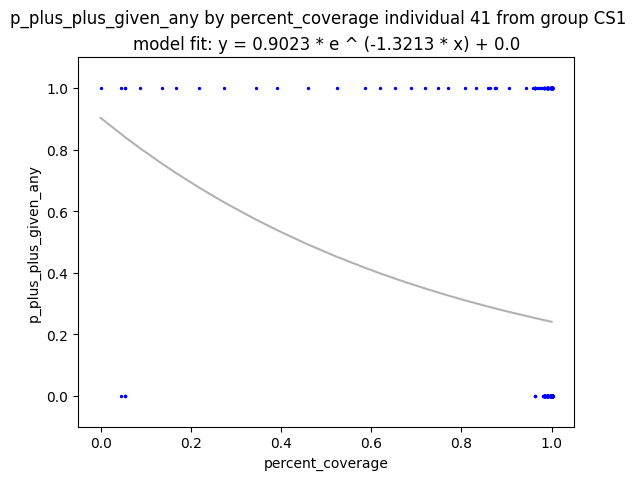 p_plus_plus_given_any by percent_coverage individual 41 from group CS1
model fit: y = 0.9023 * e ^ (-1.3213 * x) + 0.0
1.0
0.8
0.6
0.4
0.2
0.0
p_plus_plus_given_any
0.0 0.2 0.4 0.6 0.8 1.0
percent_coverage